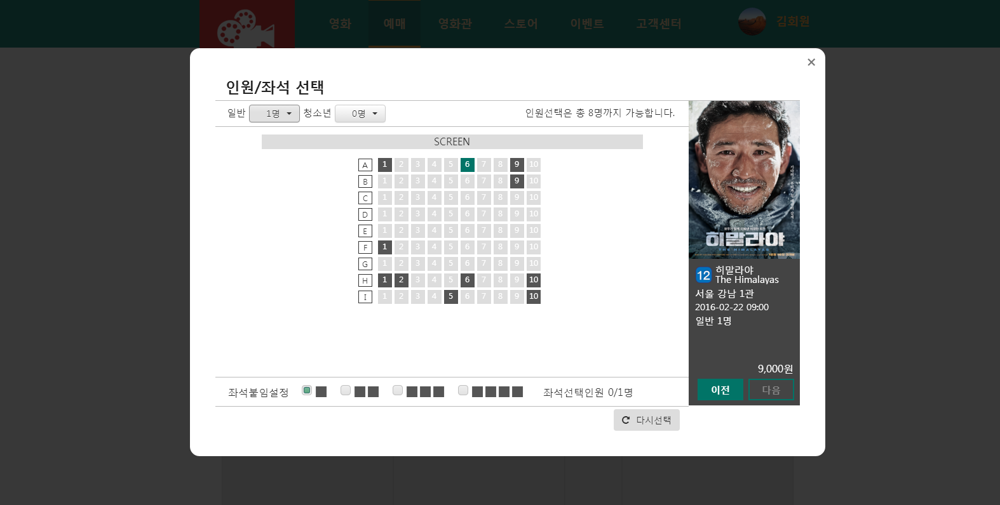 영화 예매 영화관 스토어 이벤트 고객센터 김회원
×
인원/좌석 선택
일반 1명 청소년 0명 인원선택은 총 8명까지 가능합니다.
SCREEN
A 1 2 3 4 5 6 7 8 9 10
B 1 2 3 4 5 6 7 8 9 10
C 1 2 3 4 5 6 7 8 9 10
D 1 2 3 4 5 6 7 8 9 10
E 1 2 3 4 5 6 7 8 9 10
F 1 2 3 4 5 6 7 8 9 10
G 1 2 3 4 5 6 7 8 9 10
H 1 2 3 4 5 6 7 8 9 10
I 1 2 3 4 5 6 7 8 9 10
히말라야
THE HIMALAYAS
12 히말라야
The Himalayas
서울 강남 1관
2016-02-22 09:00
일반 1명
9,000원
이전 다음
좌석붙임설정 좌석선택인원 0/1명
다시선택